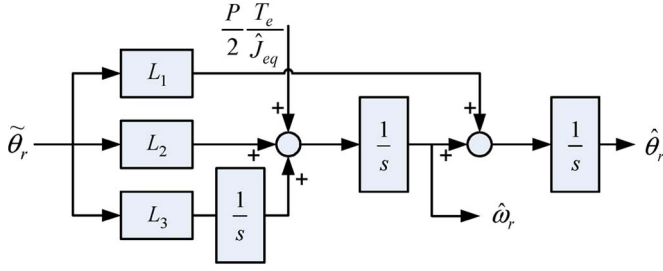 P/2 T_e/Ĵ_eq
L_1
+
+
θ̃_r
L_2
+
1/s
+
1/s
θ̂_r
+
L_3
1/s
ω̂_r